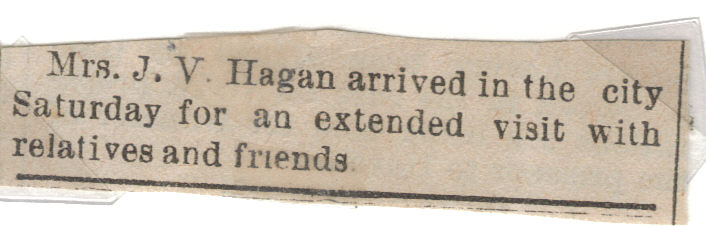 Mrs. J. V. Hagan arrived in the city
Saturday for an extended visit with
relatives and friends.